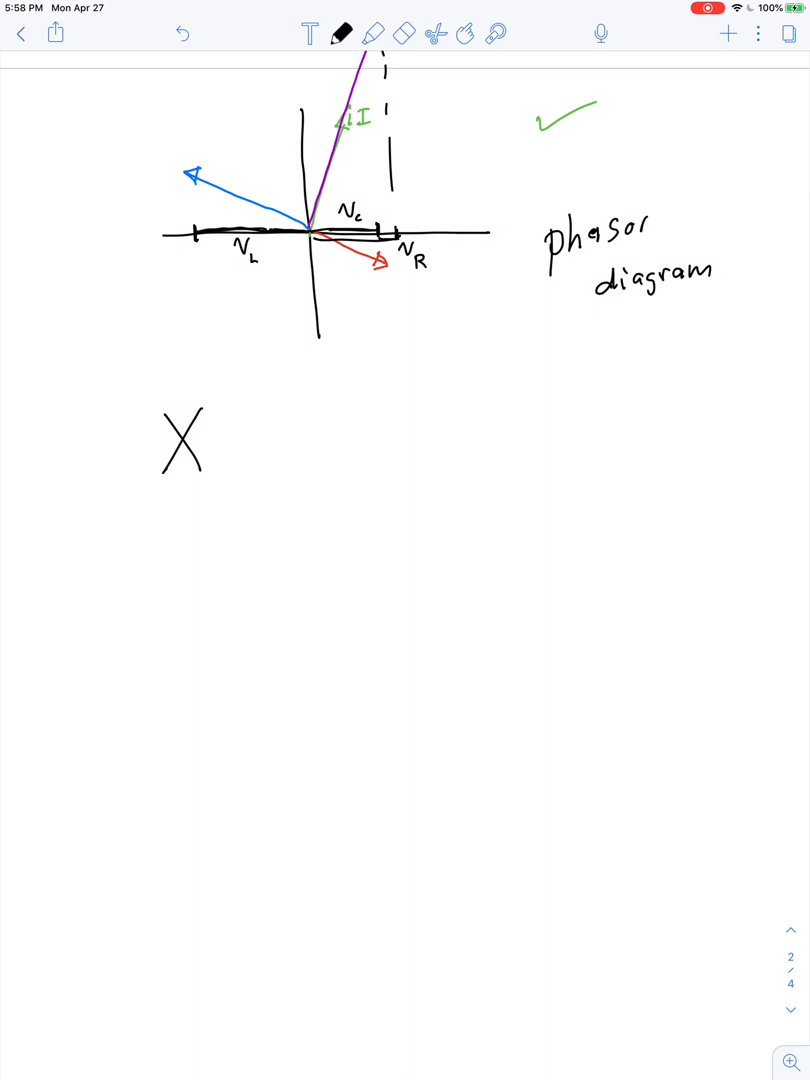 5:58 PM Mon Apr 27
100%
I
phasor
diagram
v_C
v_L
v_R
X
2
/
4